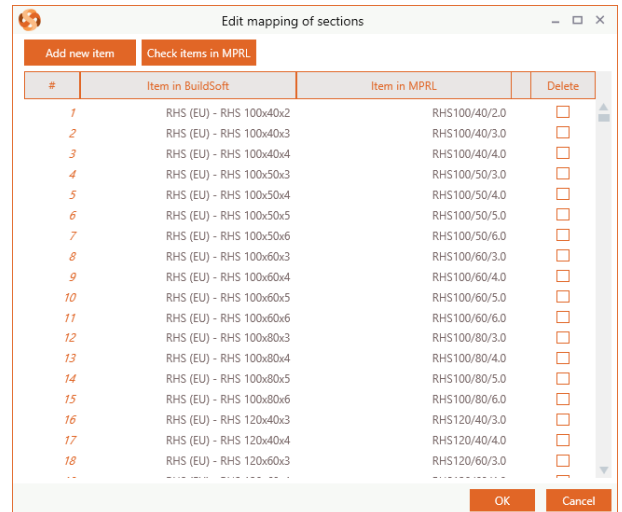 Edit mapping of sections
Add new item Check items in MPRL
# Item in BuildSoft Item in MPRL Delete
1 RHS (EU) - RHS 100x40x2 RHS100/40/2.0
2 RHS (EU) - RHS 100x40x3 RHS100/40/3.0
3 RHS (EU) - RHS 100x40x4 RHS100/40/4.0
4 RHS (EU) - RHS 100x50x3 RHS100/50/3.0
5 RHS (EU) - RHS 100x50x4 RHS100/50/4.0
6 RHS (EU) - RHS 100x50x5 RHS100/50/5.0
7 RHS (EU) - RHS 100x50x6 RHS100/50/6.0
8 RHS (EU) - RHS 100x60x3 RHS100/60/3.0
9 RHS (EU) - RHS 100x60x4 RHS100/60/4.0
10 RHS (EU) - RHS 100x60x5 RHS100/60/5.0
11 RHS (EU) - RHS 100x60x6 RHS100/60/6.0
12 RHS (EU) - RHS 100x80x3 RHS100/80/3.0
13 RHS (EU) - RHS 100x80x4 RHS100/80/4.0
14 RHS (EU) - RHS 100x80x5 RHS100/80/5.0
15 RHS (EU) - RHS 100x80x6 RHS100/80/6.0
16 RHS (EU) - RHS 120x40x3 RHS120/40/3.0
17 RHS (EU) - RHS 120x40x4 RHS120/40/4.0
18 RHS (EU) - RHS 120x60x3 RHS120/60/3.0
OK Cancel